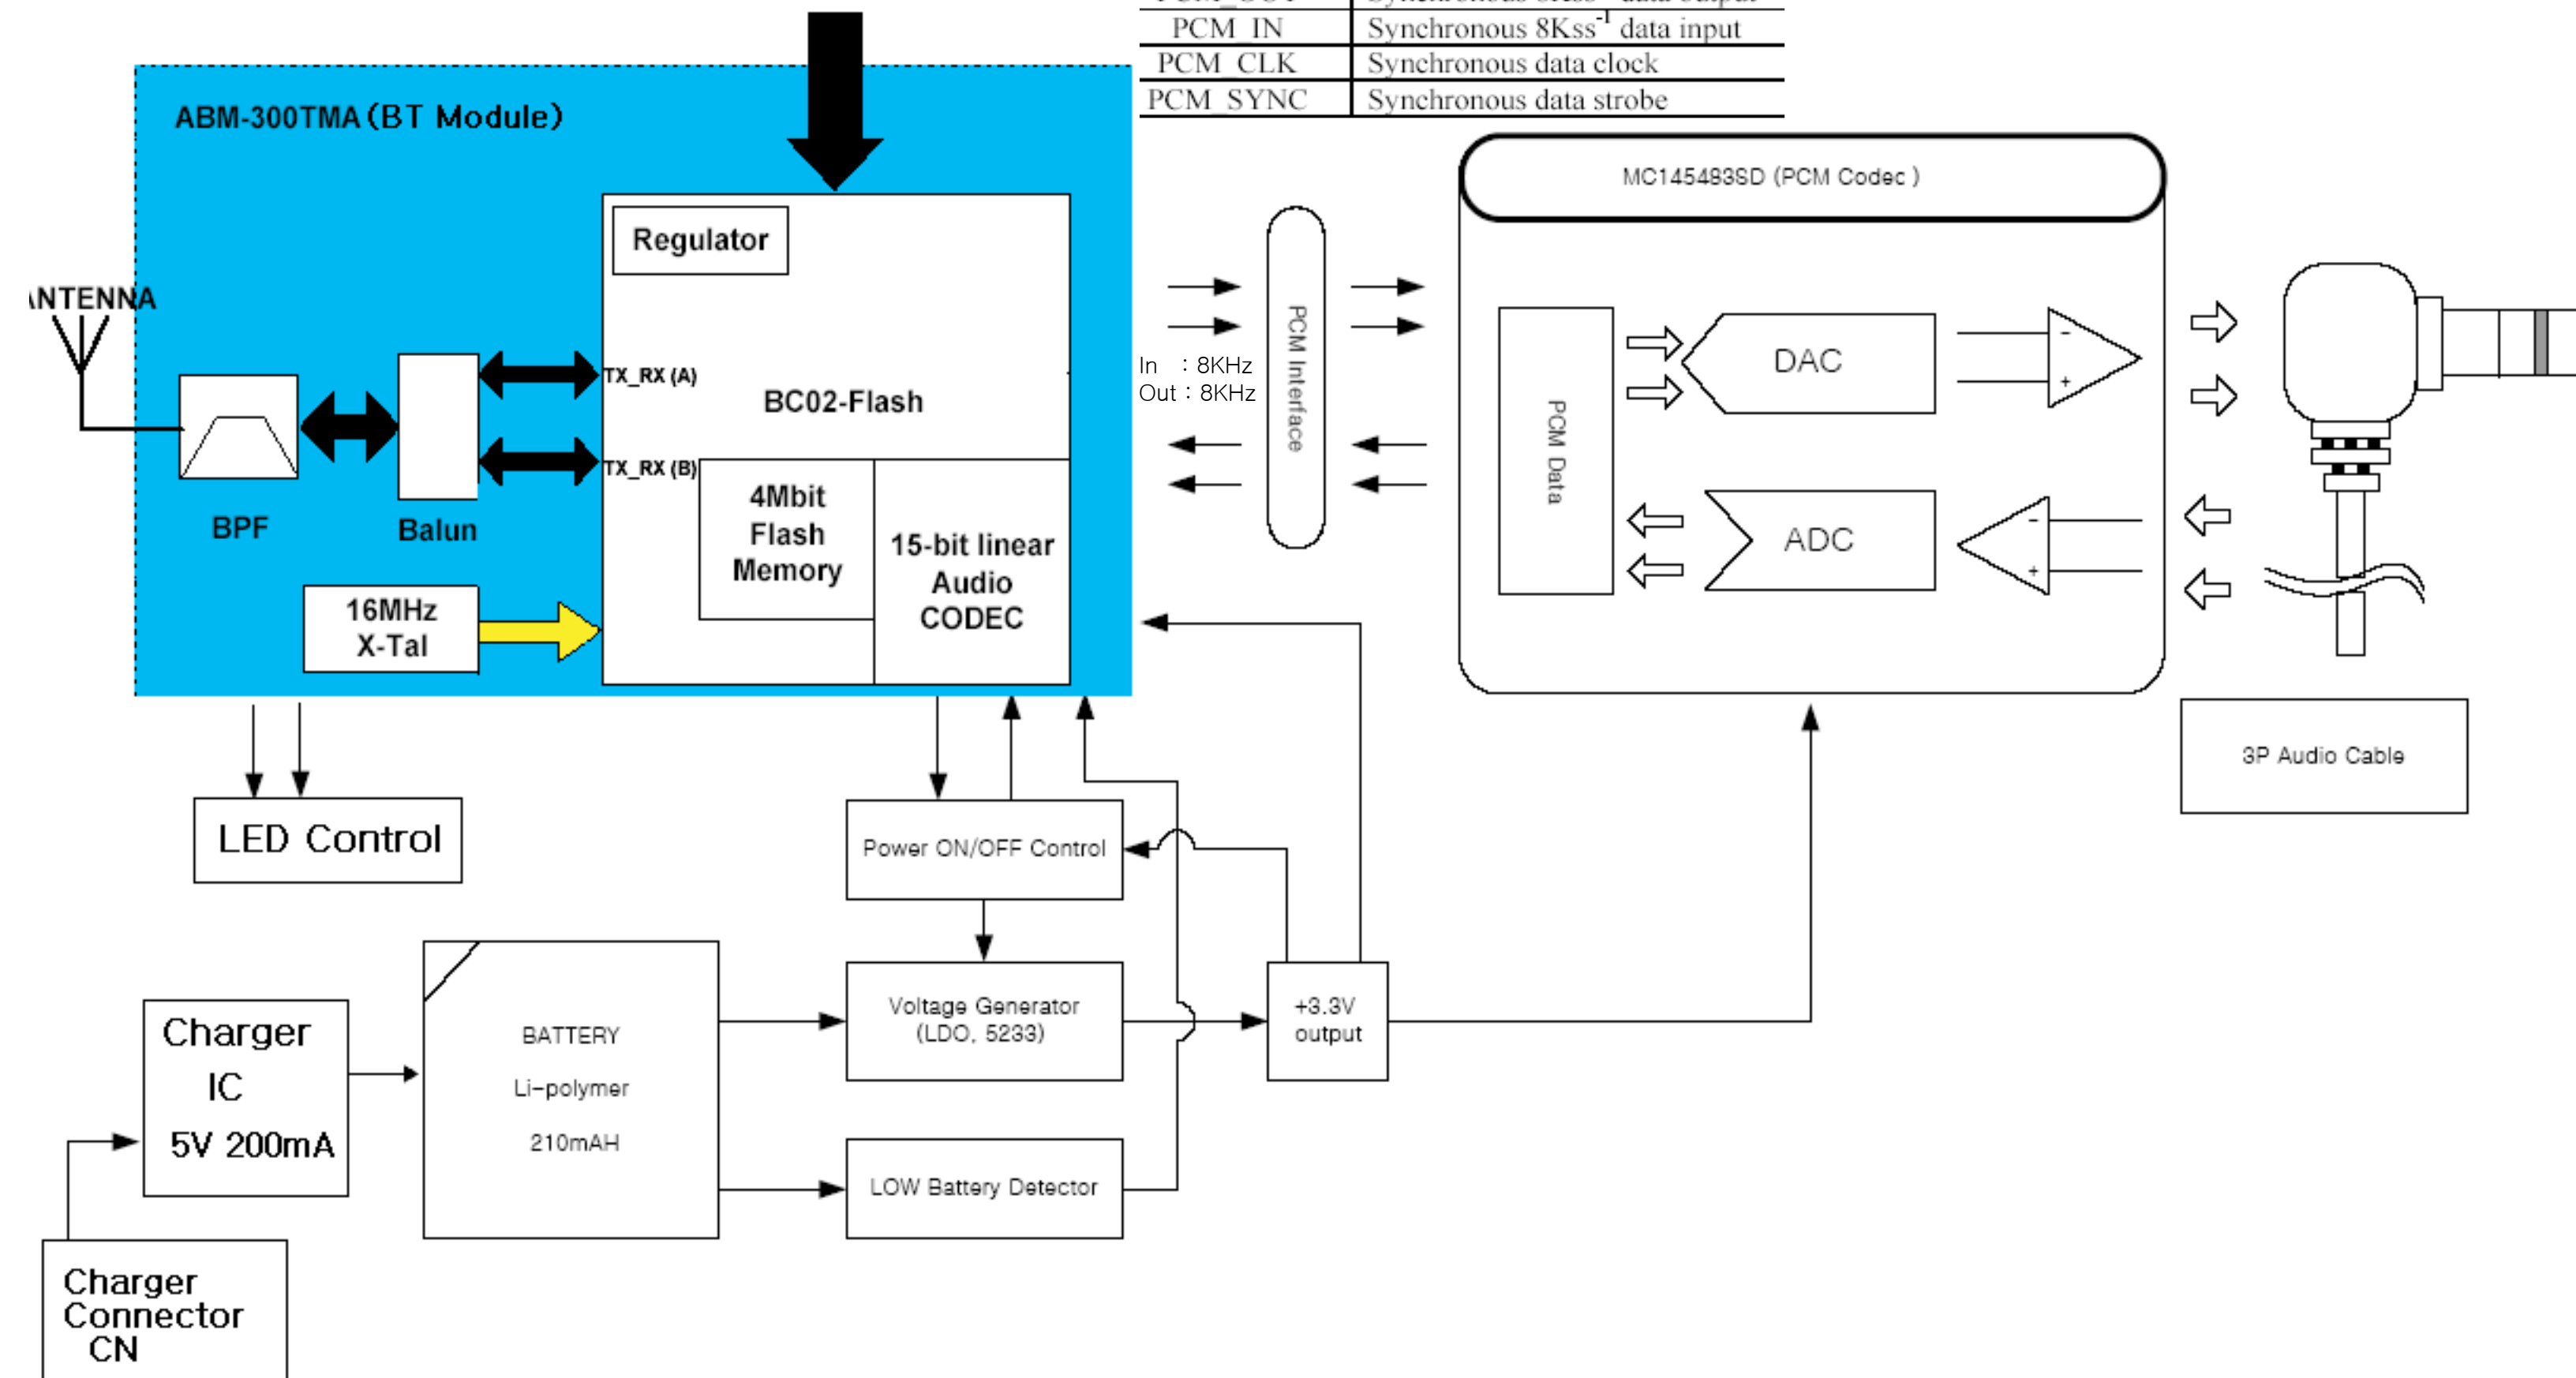 PCM_IN Synchronous 8Kss-1 data input
PCM_CLK Synchronous data clock
PCM_SYNC Synchronous data strobe
ABM-300TMA(BT Module)
MC145483SD (PCM Codec )
Regulator
ANTENNA
PCM Interface
In : 8KHz
Out : 8KHz
TX_RX (A)
BC02-Flash
TX_RX (B)
PCM Data
DAC
-
+
ADC
-
+
BPF
Balun
4Mbit
Flash
Memory
15-bit linear
Audio
CODEC
16MHz
X-Tal
3P Audio Cable
LED Control
Power ON/OFF Control
Charger
IC
5V 200mA
BATTERY
Li-polymer
210mAH
Voltage Generator
(LDO, 5233)
+3.3V
output
LOW Battery Detector
Charger
Connector
CN